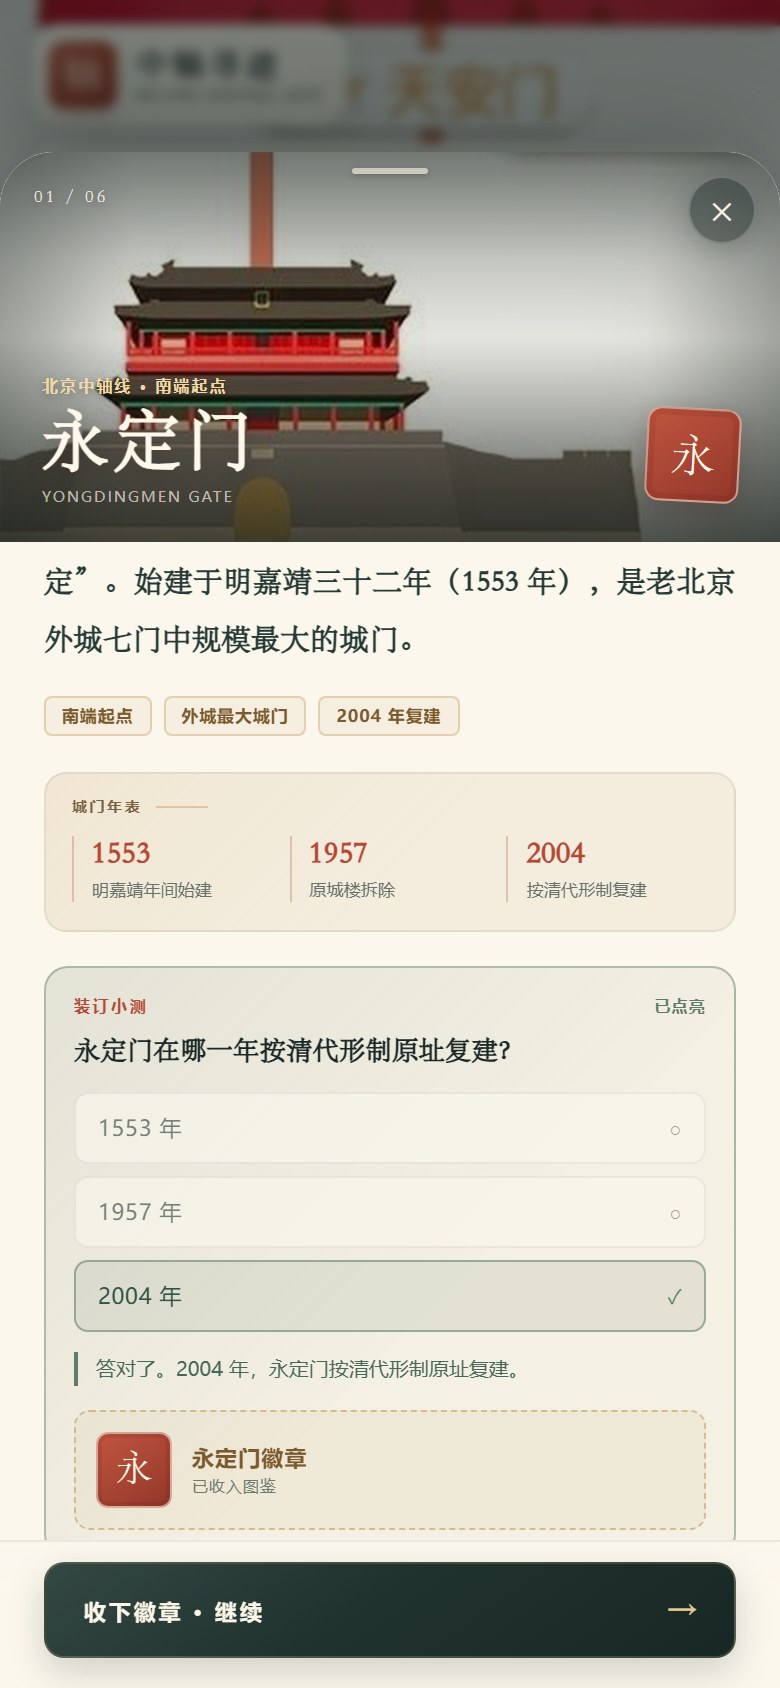 中轴寻迹
天安门
01 / 06
北京中轴线 • 南端起点
永定门
YONGDINGMEN GATE
永
定”。始建于明嘉靖三十二年（1553 年），是老北京
外城七门中规模最大的城门。
南端起点
外城最大城门
2004 年复建
城门年表
1553
明嘉靖年间始建
1957
原城楼拆除
2004
按清代形制复建
装订小测
已点亮
永定门在哪一年按清代形制原址复建?
1553 年
1957 年
2004 年
答对了。2004 年，永定门按清代形制原址复建。
永
永定门徽章
已收入图鉴
收下徽章 • 继续